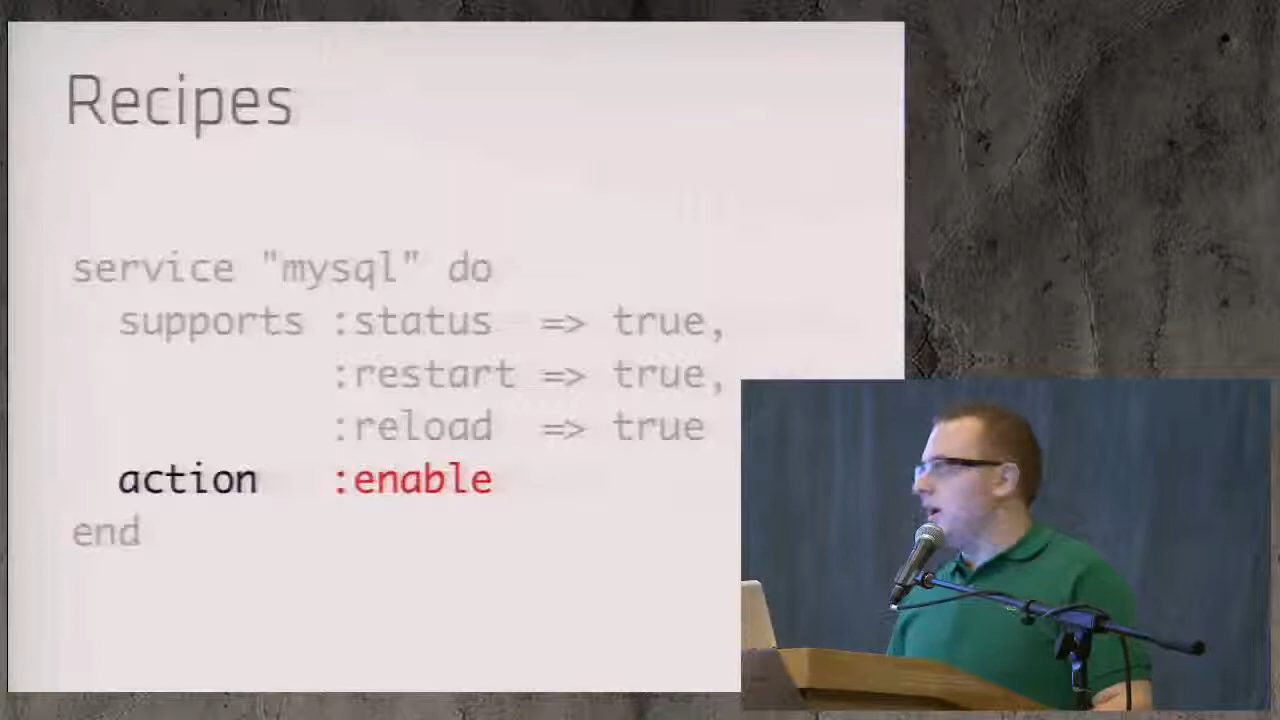 Recipes
service "mysql" do
supports :status => true,
:restart => true,
:reload => true
action :enable
end